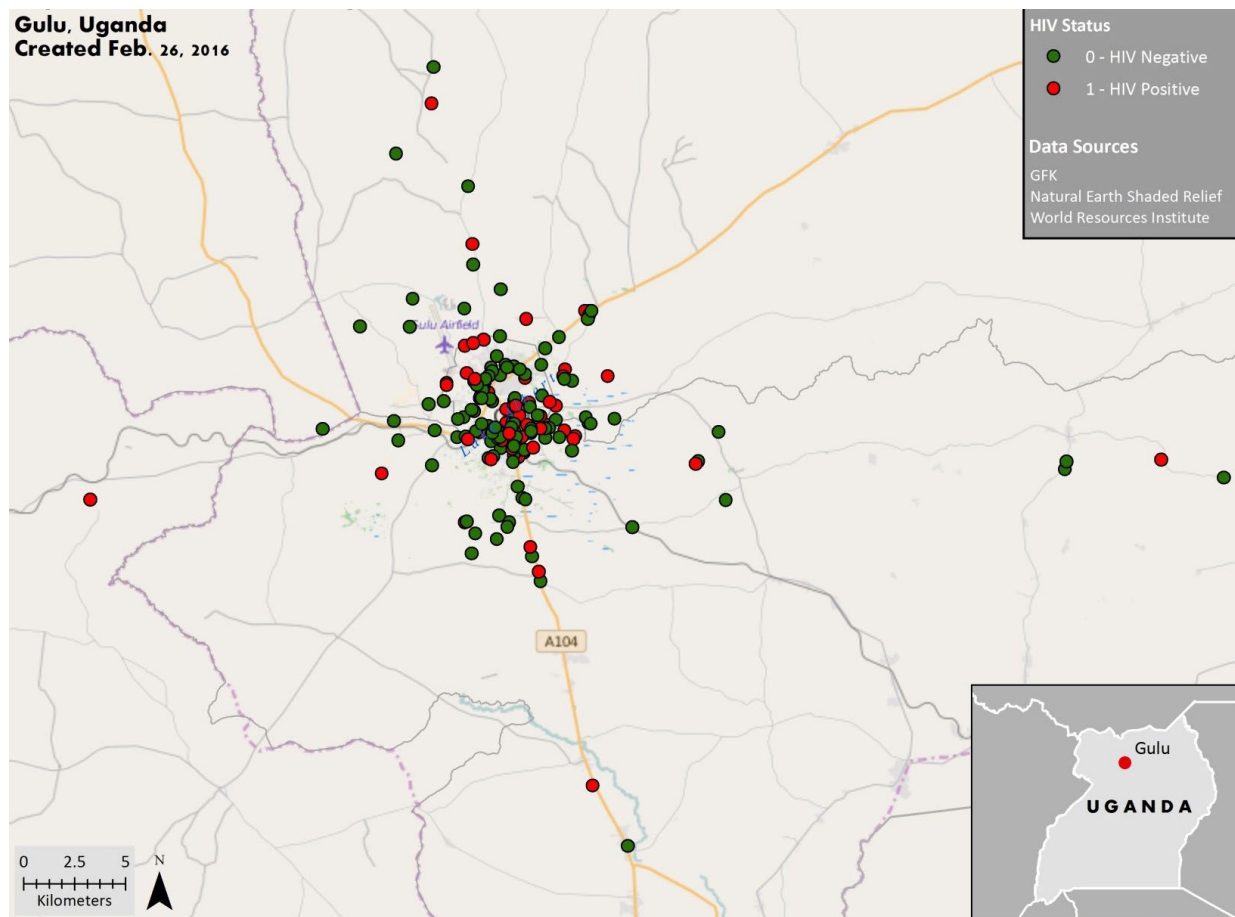 Gulu, Uganda
Created Feb. 26, 2016
HIV Status
0 - HIV Negative
1 - HIV Positive
Data Sources
GFK
Natural Earth Shaded Relief
World Resources Institute
Gulu Airfield
A104
Gulu
UGANDA
0 2.5 5
Kilometers
N